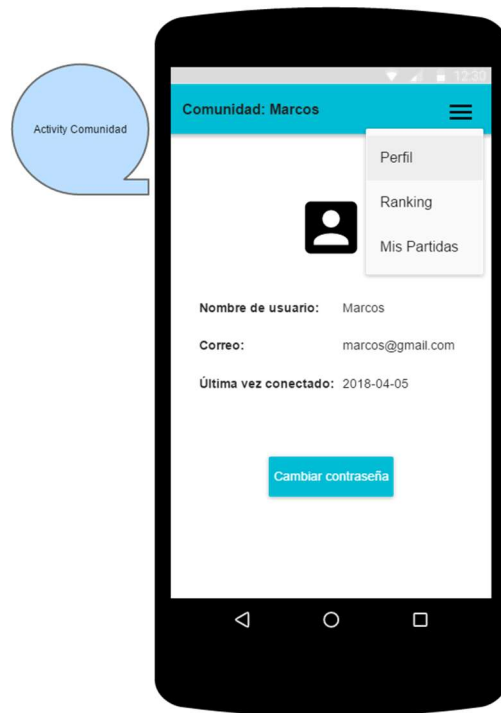 Activity Comunidad
12:30
Comunidad: Marcos
Perfil
Ranking
Mis Partidas
Nombre de usuario: Marcos
Correo: marcos@gmail.com
Última vez conectado: 2018-04-05
Cambiar contraseña